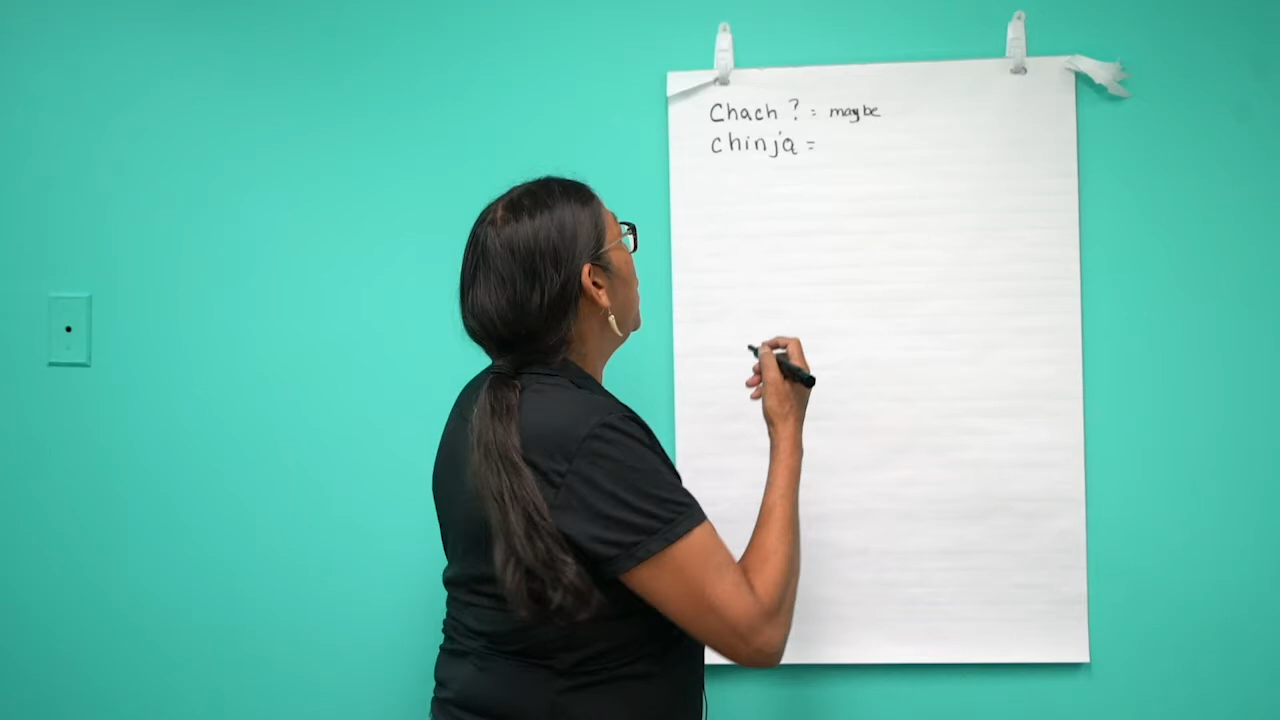 Chach ? = maybe
chinja =